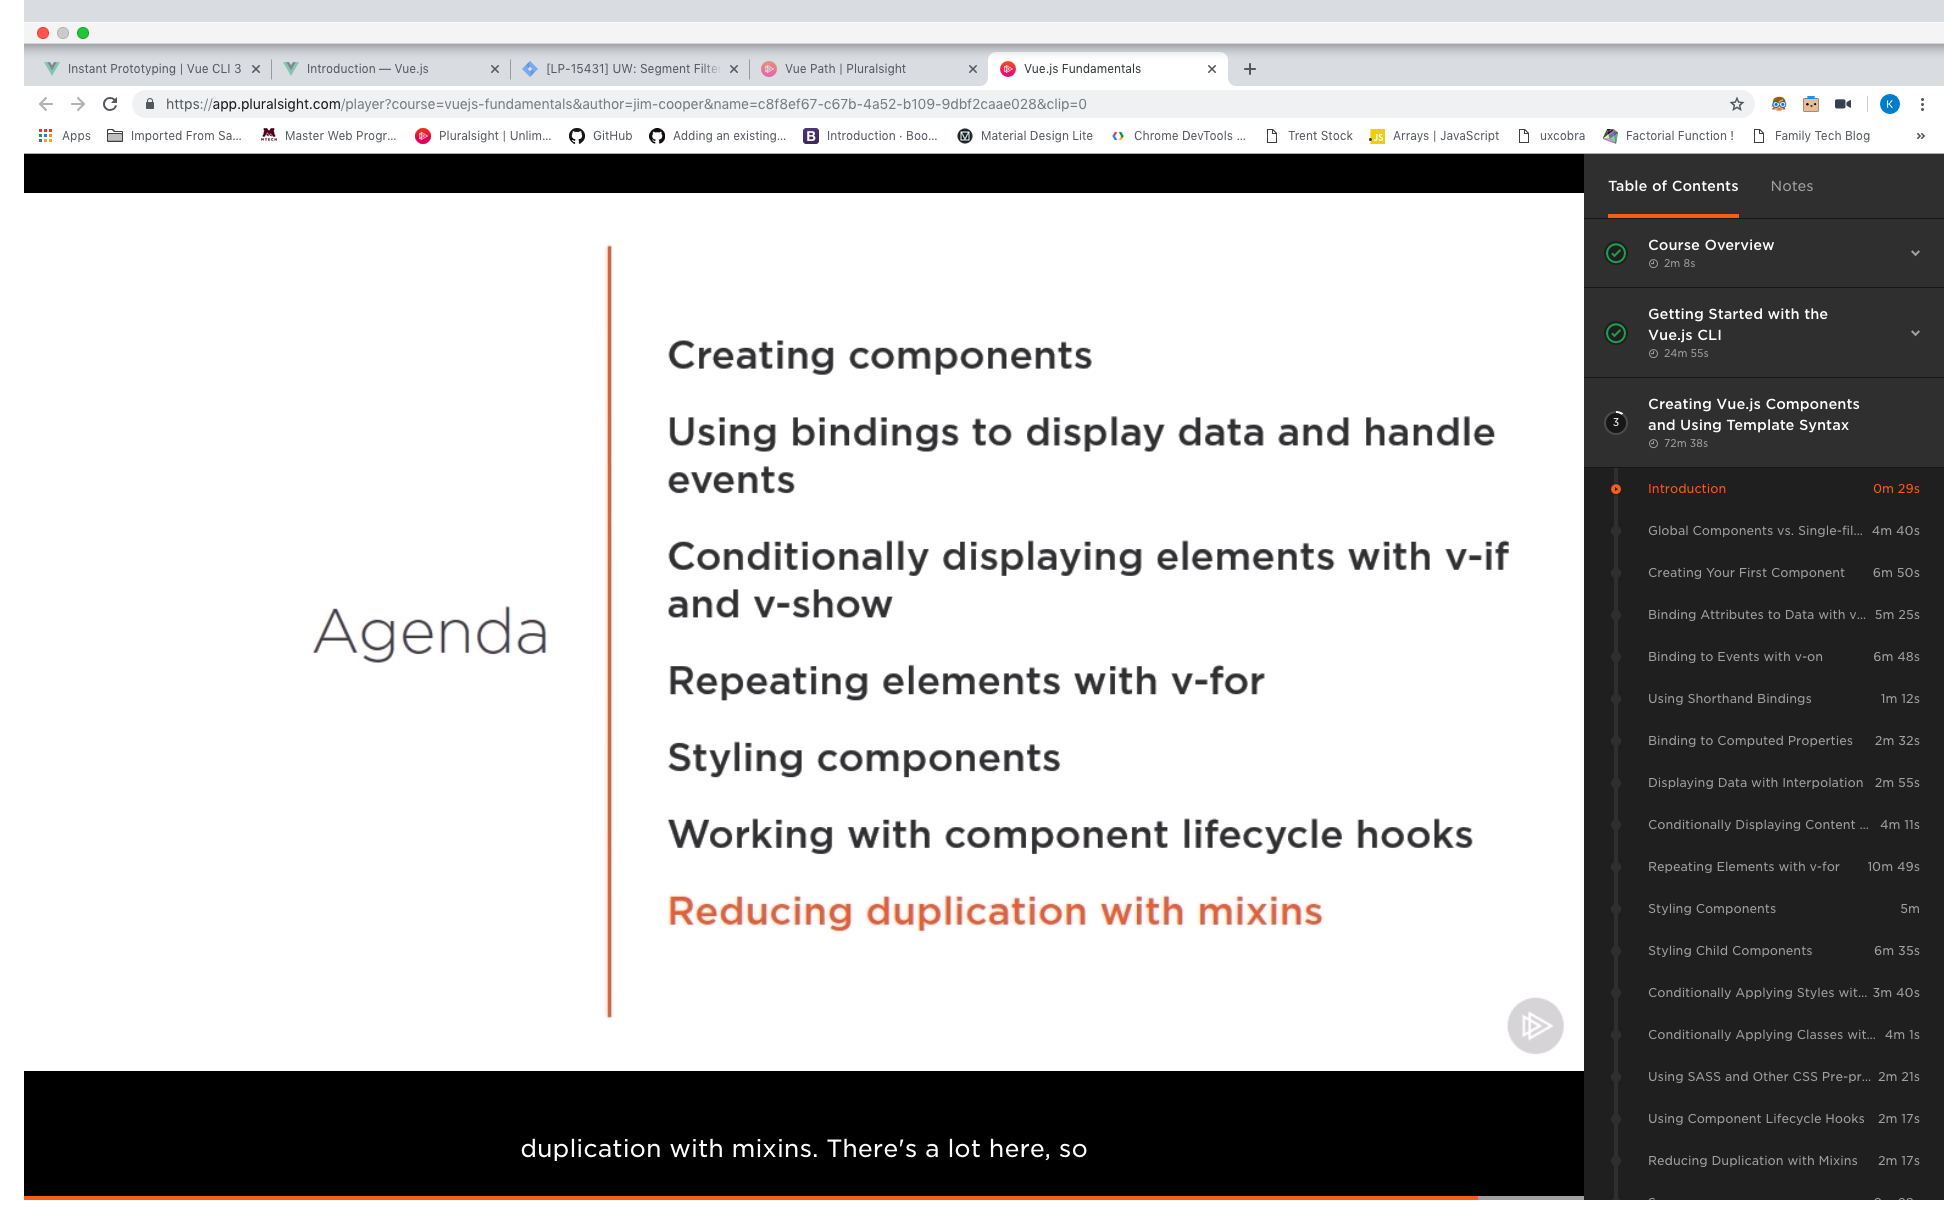 Instant Prototyping | Vue CLI 3
Introduction — Vue.js
[LP-15431] UW: Segment Filte
Vue Path | Pluralsight
Vue.js Fundamentals
https://app.pluralsight.com/player?course=vuejs-fundamentals&author=jim-cooper&name=c8f8ef67-c67b-4a52-b109-9dbf2caae028&clip=0
K
Apps
Imported From Sa...
Master Web Progr...
Pluralsight | Unlim...
GitHub
Adding an existing...
B
Introduction · Boo...
Material Design Lite
Chrome DevTools ...
Trent Stock
JS
Arrays | JavaScript
uxcobra
Factorial Function !
Family Tech Blog
»
Agenda
Creating components
Using bindings to display data and handle
events
Conditionally displaying elements with v-if
and v-show
Repeating elements with v-for
Styling components
Working with component lifecycle hooks
Reducing duplication with mixins
duplication with mixins. There's a lot here, so
Table of Contents
Notes
Course Overview
2m 8s
Getting Started with the
Vue.js CLI
24m 55s
3
Creating Vue.js Components
and Using Template Syntax
72m 38s
Introduction 0m 29s
Global Components vs. Single-fil... 4m 40s
Creating Your First Component 6m 50s
Binding Attributes to Data with v... 5m 25s
Binding to Events with v-on 6m 48s
Using Shorthand Bindings 1m 12s
Binding to Computed Properties 2m 32s
Displaying Data with Interpolation 2m 55s
Conditionally Displaying Content ... 4m 11s
Repeating Elements with v-for 10m 49s
Styling Components 5m
Styling Child Components 6m 35s
Conditionally Applying Styles wit... 3m 40s
Conditionally Applying Classes wit... 4m 1s
Using SASS and Other CSS Pre-pr... 2m 21s
Using Component Lifecycle Hooks 2m 17s
Reducing Duplication with Mixins 2m 17s